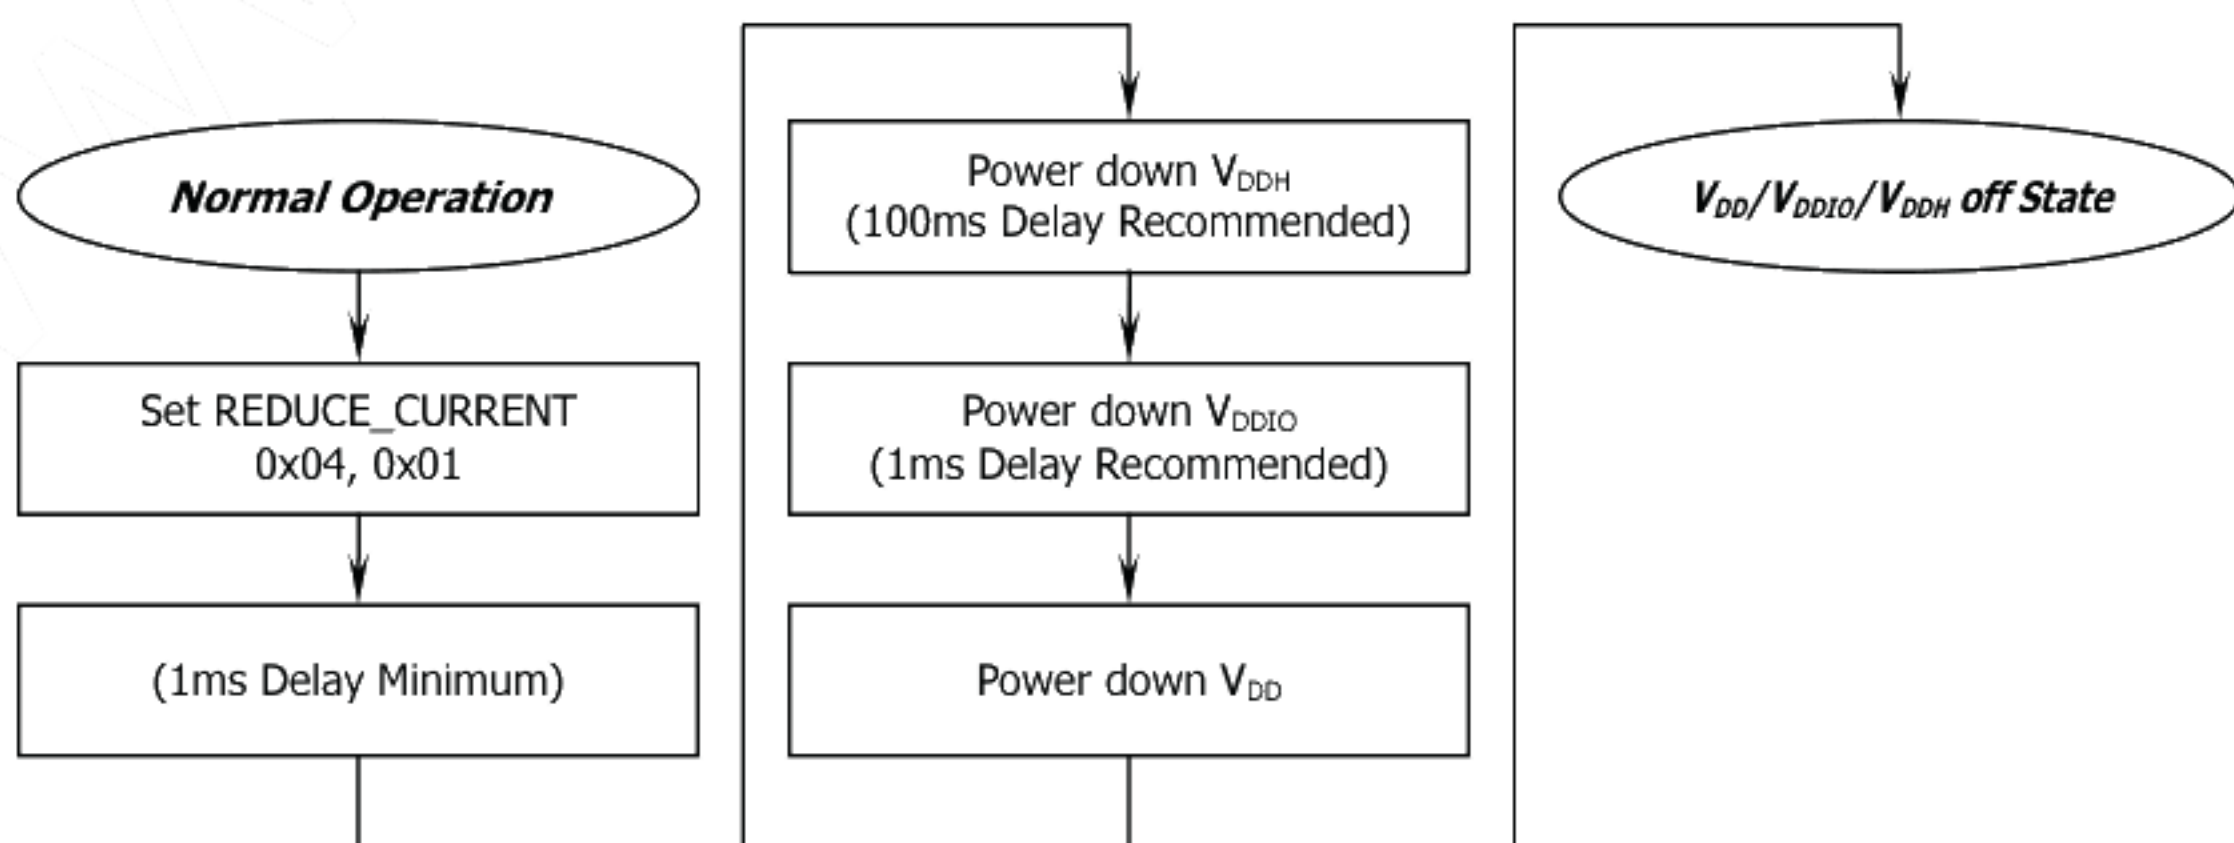 Normal Operation
Set REDUCE_CURRENT
0x04, 0x01
(1ms Delay Minimum)
Power down VDDH
(100ms Delay Recommended)
Power down VDDIO
(1ms Delay Recommended)
Power down VDD
VDD/VDDIO/VDDH off State